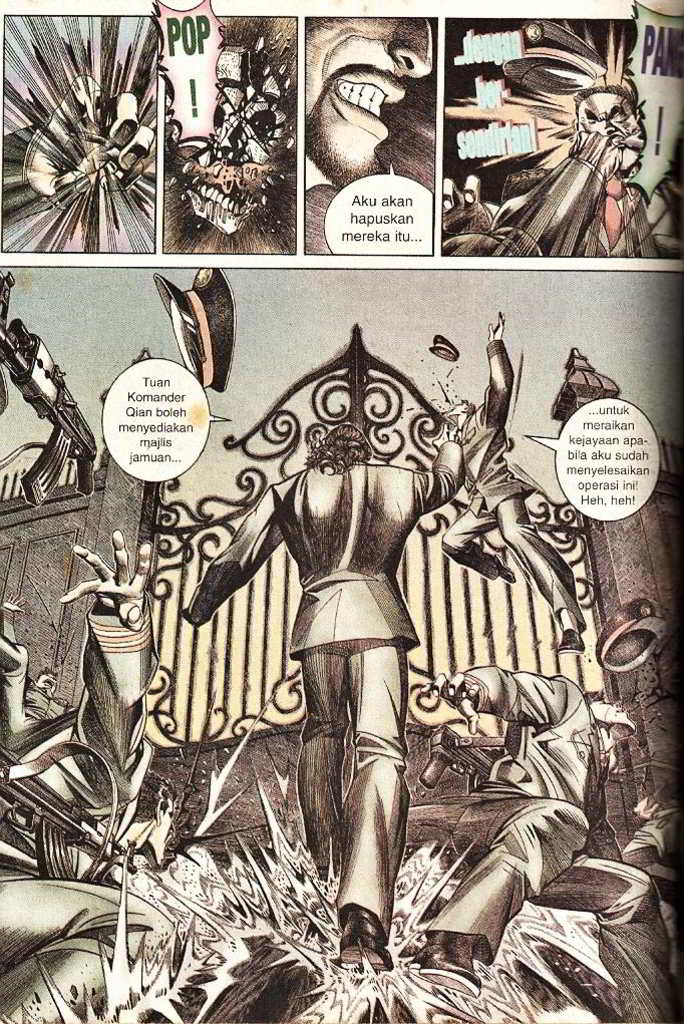 POP
!
Aku akan
hapuskan
mereka itu...
...dengan
ber-
sendirian!
PANG
!
Tuan
Komander
Qian boleh
menyediakan
majlis
jamuan...
...untuk
meraikan
kejayaan apa-
bila aku sudah
menyelesaikan
operasi ini!
Heh, heh!